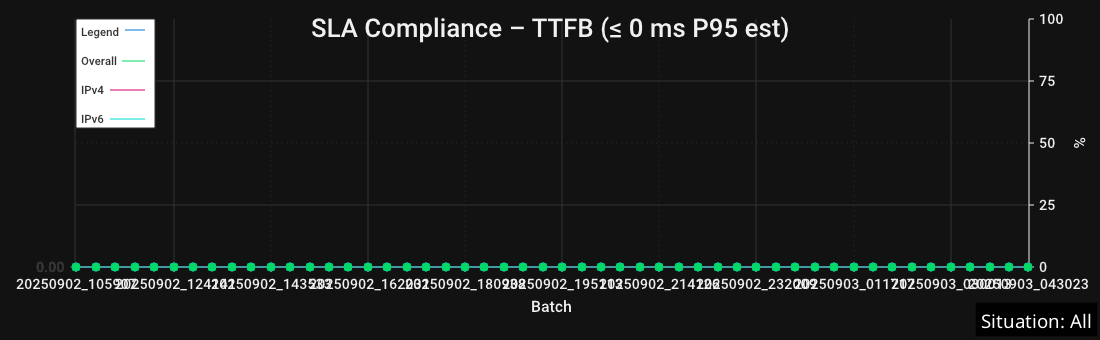 SLA Compliance – TTFB (≤ 0 ms P95 est)
Legend
Overall
IPv4
IPv6
100
75
50
25
0
%
0.00
Batch
Situation: All